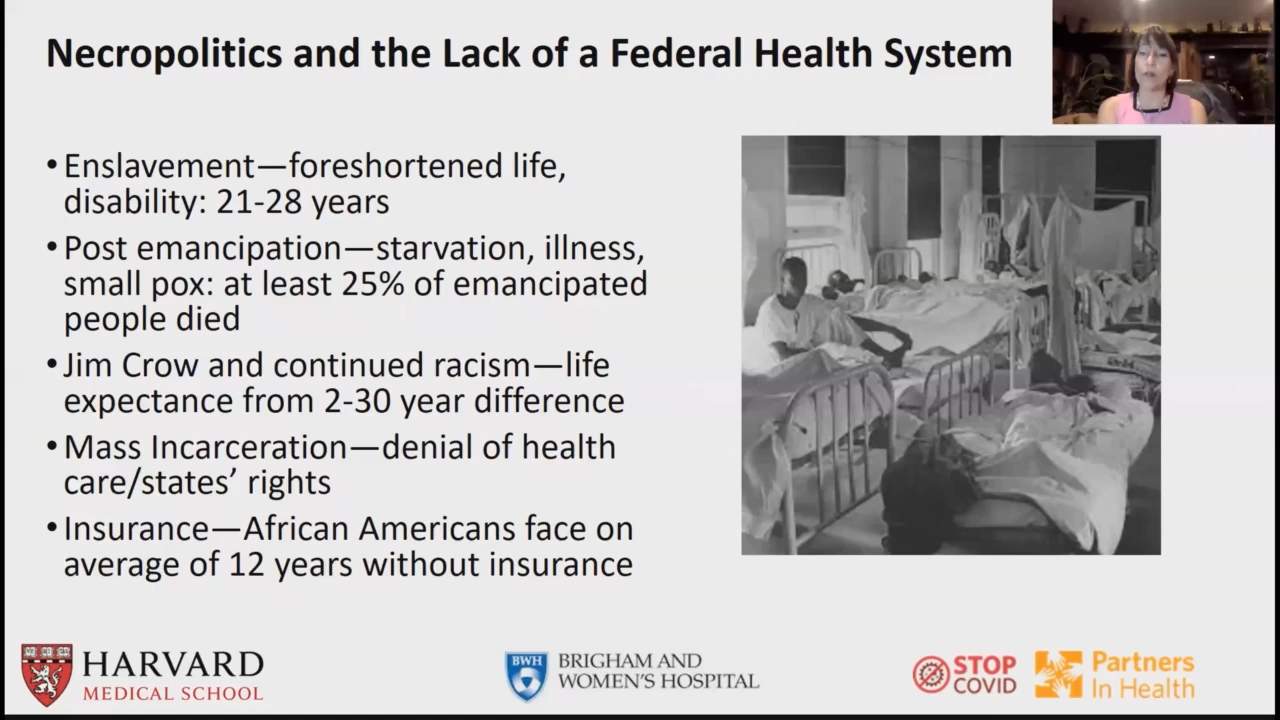 Necropolitics and the Lack of a Federal Health System
• Enslavement—foreshortened life,
disability: 21-28 years
• Post emancipation—starvation, illness,
small pox: at least 25% of emancipated
people died
• Jim Crow and continued racism—life
expectance from 2-30 year difference
• Mass Incarceration—denial of health
care/states’ rights
• Insurance—African Americans face on
average of 12 years without insurance
HARVARD
MEDICAL SCHOOL
BWH
BRIGHAM AND
WOMEN’S HOSPITAL
STOP
COVID
Partners
In Health